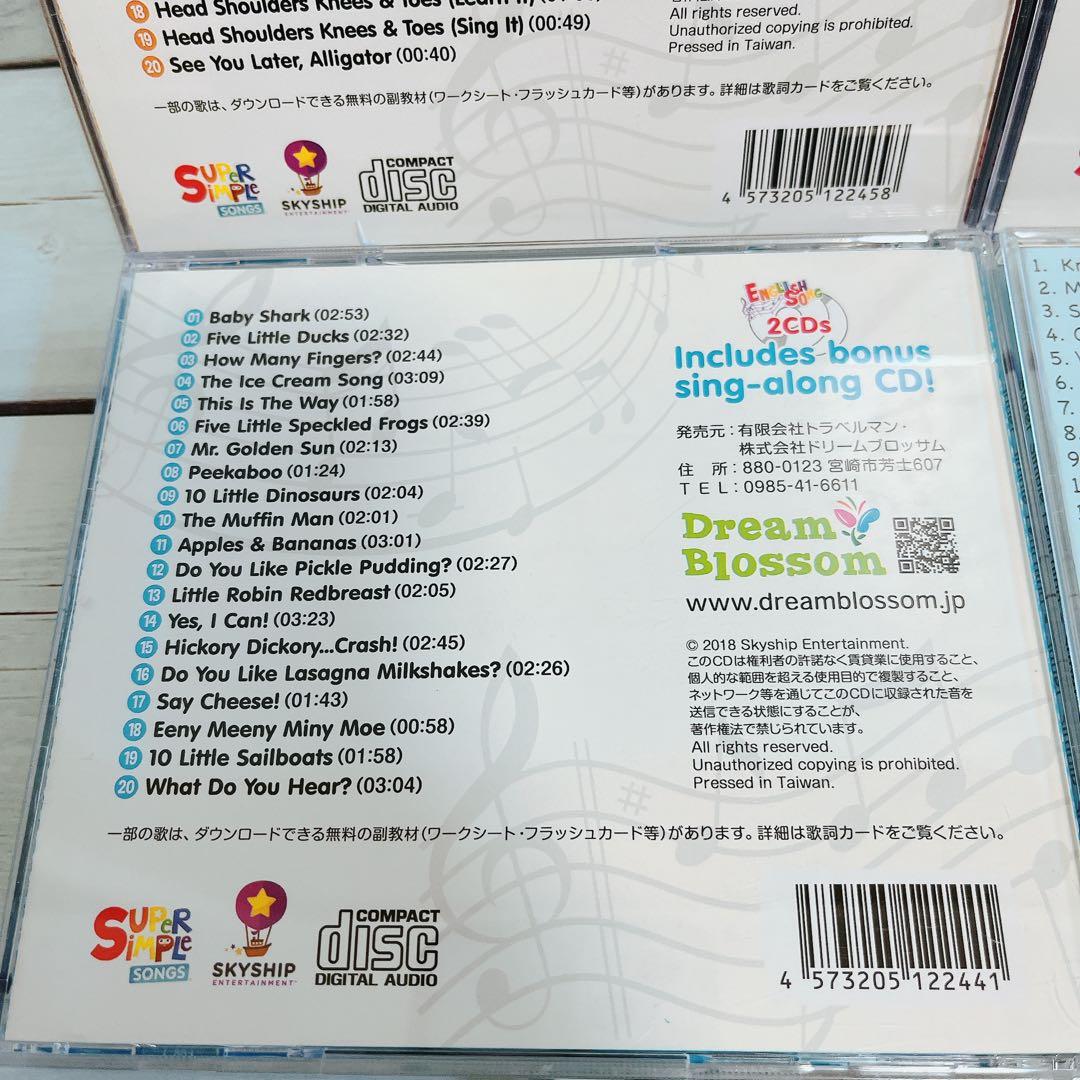 18 Head Shoulders Knees & Toes (Learn It)
19 Head Shoulders Knees & Toes (Sing It) (00:49)
20 See You Later, Alligator (00:40)
All rights reserved.
Unauthorized copying is prohibited.
Pressed in Taiwan.
一部の歌は、ダウンロードできる無料の副教材(ワークシート・フラッシュカード等)があります。詳細は歌詞カードをご覧ください。
SUPER SIMPLE SONGS
SKYSHIP ENTERTAINMENT
COMPACT disc DIGITAL AUDIO
4 573205 122458
01 Baby Shark (02:53)
02 Five Little Ducks (02:32)
03 How Many Fingers? (02:44)
04 The Ice Cream Song (03:09)
05 This Is The Way (01:58)
06 Five Little Speckled Frogs (02:39)
07 Mr. Golden Sun (02:13)
08 Peekaboo (01:24)
09 10 Little Dinosaurs (02:04)
10 The Muffin Man (02:01)
11 Apples & Bananas (03:01)
12 Do You Like Pickle Pudding? (02:27)
13 Little Robin Redbreast (02:05)
14 Yes, I Can! (03:23)
15 Hickory Dickory...Crash! (02:45)
16 Do You Like Lasagna Milkshakes? (02:26)
17 Say Cheese! (01:43)
18 Eeny Meeny Miny Moe (00:58)
19 10 Little Sailboats (01:58)
20 What Do You Hear? (03:04)
ENGLISH SONG
2CDs
Includes bonus
sing-along CD!
発売元：有限会社トラベルマン・
株式会社ドリームブロッサム
住 所：880-0123 宮崎市芳士607
TEL：0985-41-6611
Dream
Blossom
www.dreamblossom.jp
© 2018 Skyship Entertainment.
このCDは権利者の許諾なく賃貸業に使用すること、
個人的な範囲を超える使用目的で複製すること、
ネットワーク等を通じてこのCDに収録された音を
送信できる状態にすることが、
著作権法で禁じられています。
All rights reserved.
Unauthorized copying is prohibited.
Pressed in Taiwan.
一部の歌は、ダウンロードできる無料の副教材(ワークシート・フラッシュカード等)があります。詳細は歌詞カードをご覧ください。
SUPER SIMPLE SONGS
SKYSHIP ENTERTAINMENT
COMPACT disc DIGITAL AUDIO
4 573205 122441
1.
2. M
3. S
4.
5.
6.
7.
8.
9